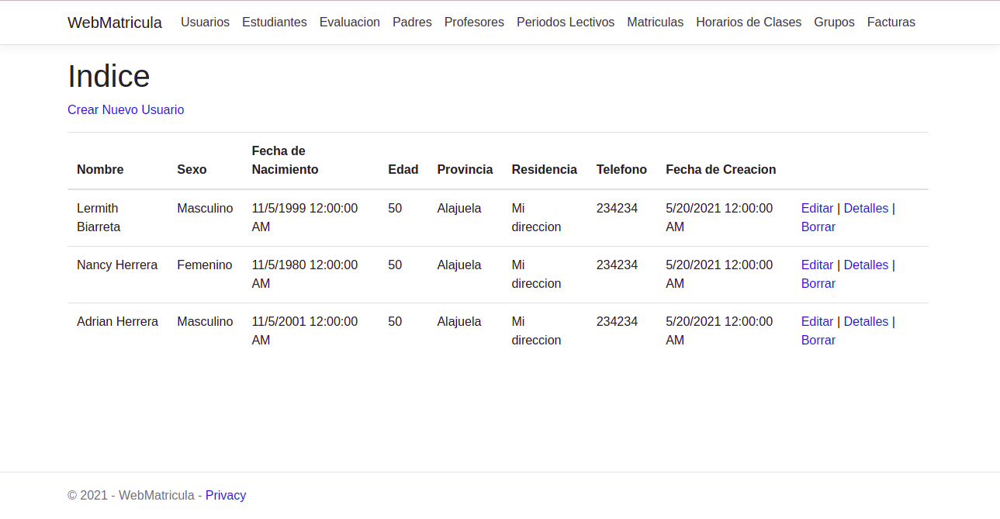 WebMatricula Usuarios Estudiantes Evaluacion Padres Profesores Periodos Lectivos Matriculas Horarios de Clases Grupos Facturas
Indice
Crear Nuevo Usuario
Fecha de
Nombre Sexo Nacimiento Edad Provincia Residencia Telefono Fecha de Creacion
Lermith Masculino 11/5/1999 12:00:00 50 Alajuela Mi 234234 5/20/2021 12:00:00 Editar | Detalles |
Biarreta AM direccion AM Borrar
Nancy Herrera Femenino 11/5/1980 12:00:00 50 Alajuela Mi 234234 5/20/2021 12:00:00 Editar | Detalles |
AM direccion AM Borrar
Adrian Herrera Masculino 11/5/2001 12:00:00 50 Alajuela Mi 234234 5/20/2021 12:00:00 Editar | Detalles |
AM direccion AM Borrar
© 2021 - WebMatricula - Privacy